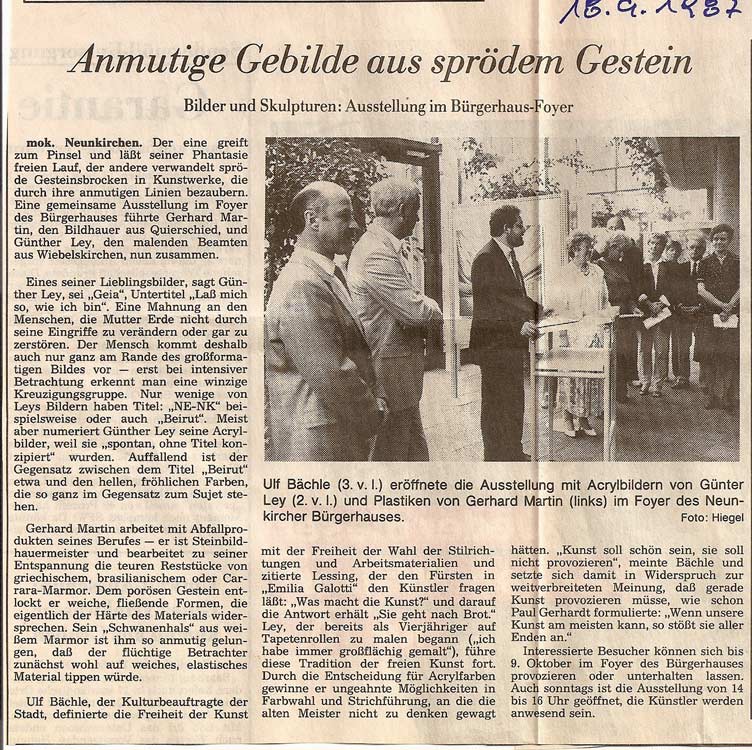 18.9.1987
Anmutige Gebilde aus sprödem Gestein
Bilder und Skulpturen: Ausstellung im Bürgerhaus-Foyer
mok. Neunkirchen. Der eine greift
zum Pinsel und läßt seiner Phantasie
freien Lauf, der andere verwandelt sprö-
de Gesteinsbrocken in Kunstwerke, die
durch ihre anmutigen Linien bezaubern.
Eine gemeinsame Ausstellung im Foyer
des Bürgerhauses führte Gerhard Mar-
tin, den Bildhauer aus Quierschied, und
Günther Ley, den malenden Beamten
aus Wiebelskirchen, nun zusammen.
Eines seiner Lieblingsbilder, sagt Gün-
ther Ley, sei „Geia", Untertitel „Laß mich
so, wie ich bin". Eine Mahnung an den
Menschen, die Mutter Erde nicht durch
seine Eingriffe zu verändern oder gar zu
zerstören. Der Mensch kommt deshalb
auch nur ganz am Rande des großforma-
tigen Bildes vor — erst bei intensiver
Betrachtung erkennt man eine winzige
Kreuzigungsgruppe. Nur wenige von
Leys Bildern haben Titel: „NE-NK" bei-
spielsweise oder auch „Beirut". Meist
aber numeriert Günther Ley seine Acryl-
bilder, weil sie „spontan, ohne Titel kon-
zipiert" wurden. Auffallend ist der
Gegensatz zwischen dem Titel „Beirut"
etwa und den hellen, fröhlichen Farben,
die so ganz im Gegensatz zum Sujet ste-
hen.
Gerhard Martin arbeitet mit Abfallpro-
dukten seines Berufes — er ist Steinbild-
hauermeister und bearbeitet zu seiner
Entspannung die teuren Reststücke von
griechischem, brasilianischem oder Car-
rara-Marmor. Dem porösen Gestein ent-
lockt er weiche, fließende Formen, die
eigentlich der Härte des Materials wider-
sprechen. Sein „Schwanenhals" aus wei-
ßem Marmor ist ihm so anmutig gelun-
gen, daß der flüchtige Betrachter
zunächst wohl auf weiches, elastisches
Material tippen würde.
Ulf Bächle, der Kulturbeauftragte der
Stadt, definierte die Freiheit der Kunst
Ulf Bächle (3. v. l.) eröffnete die Ausstellung mit Acrylbildern von Günter
Ley (2. v. l.) und Plastiken von Gerhard Martin (links) im Foyer des Neun-
kircher Bürgerhauses.
Foto: Hiegel
mit der Freiheit der Wahl der Stilrich-
tungen und Arbeitsmaterialien und
zitierte Lessing, der den Fürsten in
„Emilia Galotti" den Künstler fragen
läßt: „Was macht die Kunst?" und darauf
die Antwort erhält „Sie geht nach Brot."
Ley, der bereits als Vierjähriger auf
Tapetenrollen zu malen begann („ich
habe immer großflächig gemalt"), führe
diese Tradition der freien Kunst fort.
Durch die Entscheidung für Acrylfarben
gewinne er ungeahnte Möglichkeiten in
Farbwahl und Strichführung, an die die
alten Meister nicht zu denken gewagt
hätten. „Kunst soll schön sein, sie soll
nicht provozieren", meinte Bächle und
setzte sich damit in Widerspruch zur
weitverbreiteten Meinung, daß gerade
Kunst provozieren müsse, wie schon
Paul Gerhardt formulierte: „Wenn unsere
Kunst am meisten kann, so stößt sie aller
Enden an."
Interessierte Besucher können sich bis
9. Oktober im Foyer des Bürgerhauses
provozieren oder unterhalten lassen.
Auch sonntags ist die Ausstellung von 14
bis 16 Uhr geöffnet, die Künstler werden
anwesend sein.